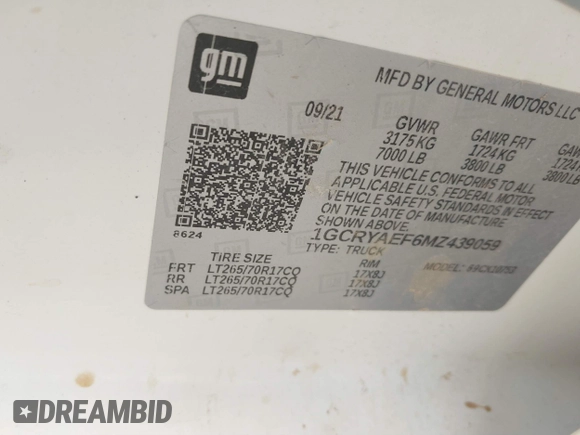 gm
MFD BY GENERAL MOTORS LLC
09/21
GVWR GAWR FRT
3175 KG 1724 KG
7000 LB 3800 LB 3800 LB
THIS VEHICLE CONFORMS TO ALL
APPLICABLE U.S. FEDERAL MOTOR
VEHICLE SAFETY STANDARDS IN EFFECT
ON THE DATE OF MANUFACTURE
SHOWN ABOVE.
1GCRYAEF6MZ439059
TYPE: TRUCK
8624
TIRE SIZE RIM
FRT LT265/70R17CQ 17X8J
RR LT265/70R17CQ 17X8J
SPA LT265/70R17CQ 17X8J
DREAMBID